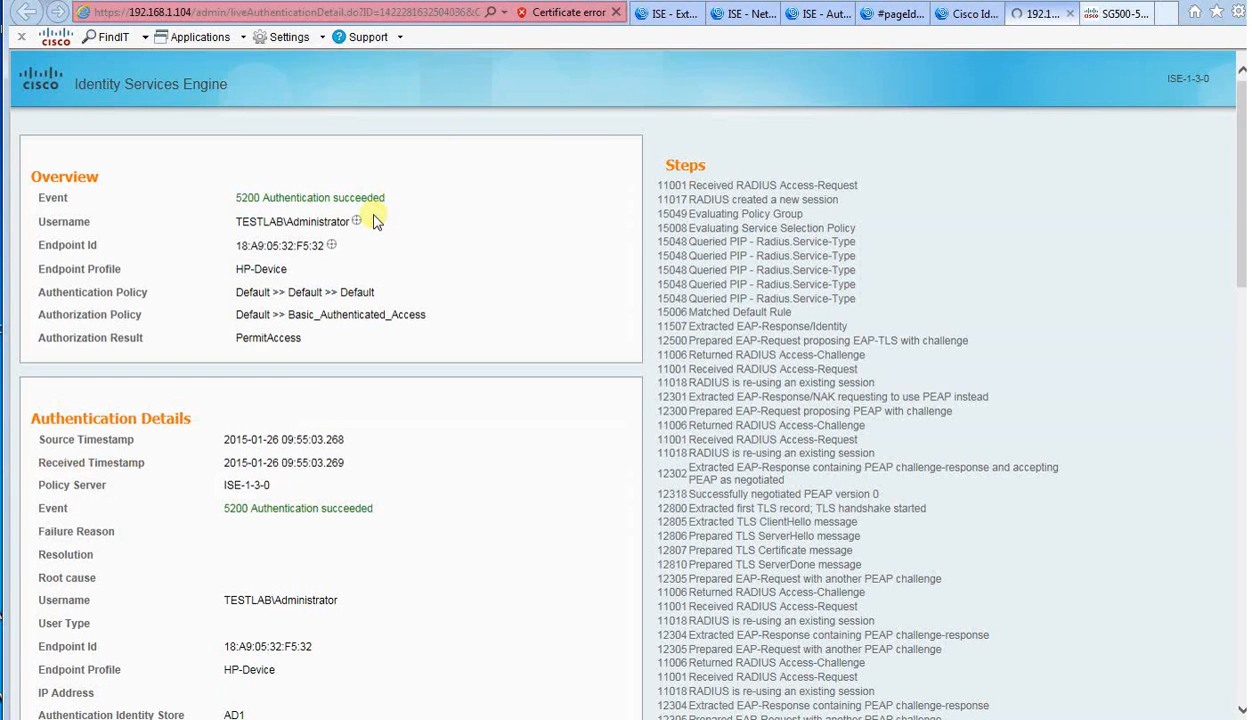 https://192.168.1.104/admin/liveAuthenticationDetail.do?ID=1422281632504036&
Certificate error
ISE - Ext...
ISE - Net...
ISE - Aut...
#pageId...
Cisco Id...
192.1...
SG500-5...
cisco
FindIT
Applications
Settings
Support
CISCO
Identity Services Engine
ISE-1-3-0
Overview
Event 5200 Authentication succeeded
Username TESTLAB\Administrator
Endpoint Id 18:A9:05:32:F5:32
Endpoint Profile HP-Device
Authentication Policy Default >> Default >> Default
Authorization Policy Default >> Basic_Authenticated_Access
Authorization Result PermitAccess
Authentication Details
Source Timestamp 2015-01-26 09:55:03.268
Received Timestamp 2015-01-26 09:55:03.269
Policy Server ISE-1-3-0
Event 5200 Authentication succeeded
Failure Reason
Resolution
Root cause
Username TESTLAB\Administrator
User Type
Endpoint Id 18:A9:05:32:F5:32
Endpoint Profile HP-Device
IP Address
Authentication Identity Store AD1
Steps
11001 Received RADIUS Access-Request
11017 RADIUS created a new session
15049 Evaluating Policy Group
15008 Evaluating Service Selection Policy
15048 Queried PIP - Radius.Service-Type
15048 Queried PIP - Radius.Service-Type
15048 Queried PIP - Radius.Service-Type
15048 Queried PIP - Radius.Service-Type
15048 Queried PIP - Radius.Service-Type
15006 Matched Default Rule
11507 Extracted EAP-Response/Identity
12500 Prepared EAP-Request proposing EAP-TLS with challenge
11006 Returned RADIUS Access-Challenge
11001 Received RADIUS Access-Request
11018 RADIUS is re-using an existing session
12301 Extracted EAP-Response/NAK requesting to use PEAP instead
12300 Prepared EAP-Request proposing PEAP with challenge
11006 Returned RADIUS Access-Challenge
11001 Received RADIUS Access-Request
11018 RADIUS is re-using an existing session
12302 Extracted EAP-Response containing PEAP challenge-response and accepting
PEAP as negotiated
12318 Successfully negotiated PEAP version 0
12800 Extracted first TLS record; TLS handshake started
12805 Extracted TLS ClientHello message
12806 Prepared TLS ServerHello message
12807 Prepared TLS Certificate message
12810 Prepared TLS ServerDone message
12305 Prepared EAP-Request with another PEAP challenge
11006 Returned RADIUS Access-Challenge
11001 Received RADIUS Access-Request
11018 RADIUS is re-using an existing session
12304 Extracted EAP-Response containing PEAP challenge-response
12305 Prepared EAP-Request with another PEAP challenge
11006 Returned RADIUS Access-Challenge
11001 Received RADIUS Access-Request
11018 RADIUS is re-using an existing session
12304 Extracted EAP-Response containing PEAP challenge-response
12305 Prepared EAP-Request with another PEAP challenge